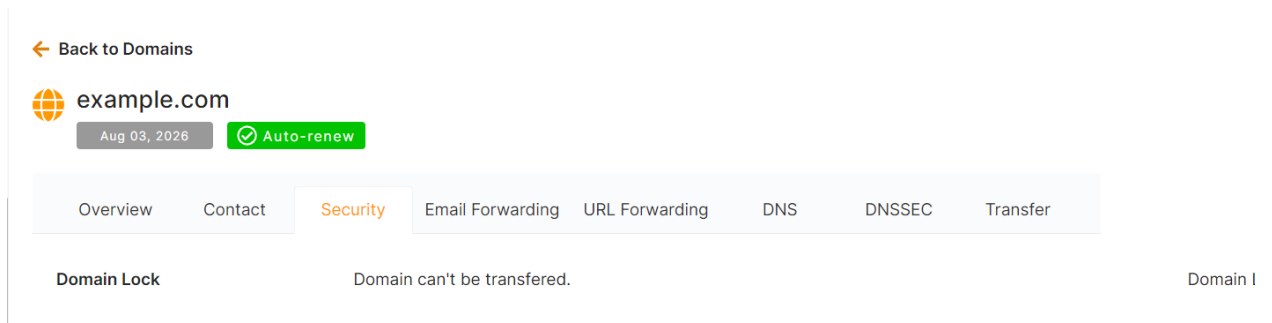 Back to Domains
example.com
Aug 03, 2026 Auto-renew
Overview Contact Security Email Forwarding URL Forwarding DNS DNSSEC Transfer
Domain Lock Domain can't be transfered. Domain